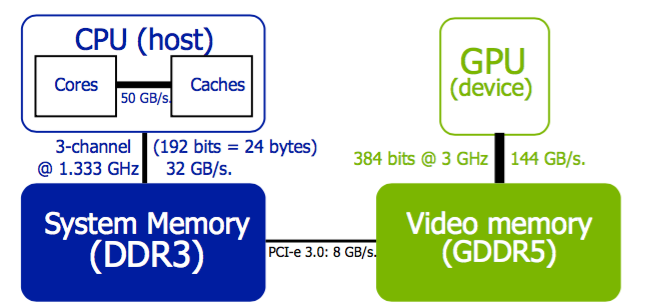 CPU (host)
Cores
Caches
50 GB/s.
3-channel
@ 1.333 GHz
(192 bits = 24 bytes)
32 GB/s.
System Memory
(DDR3)
PCI-e 3.0: 8 GB/s.
GPU
(device)
384 bits @ 3 GHz
144 GB/s.
Video memory
(GDDR5)